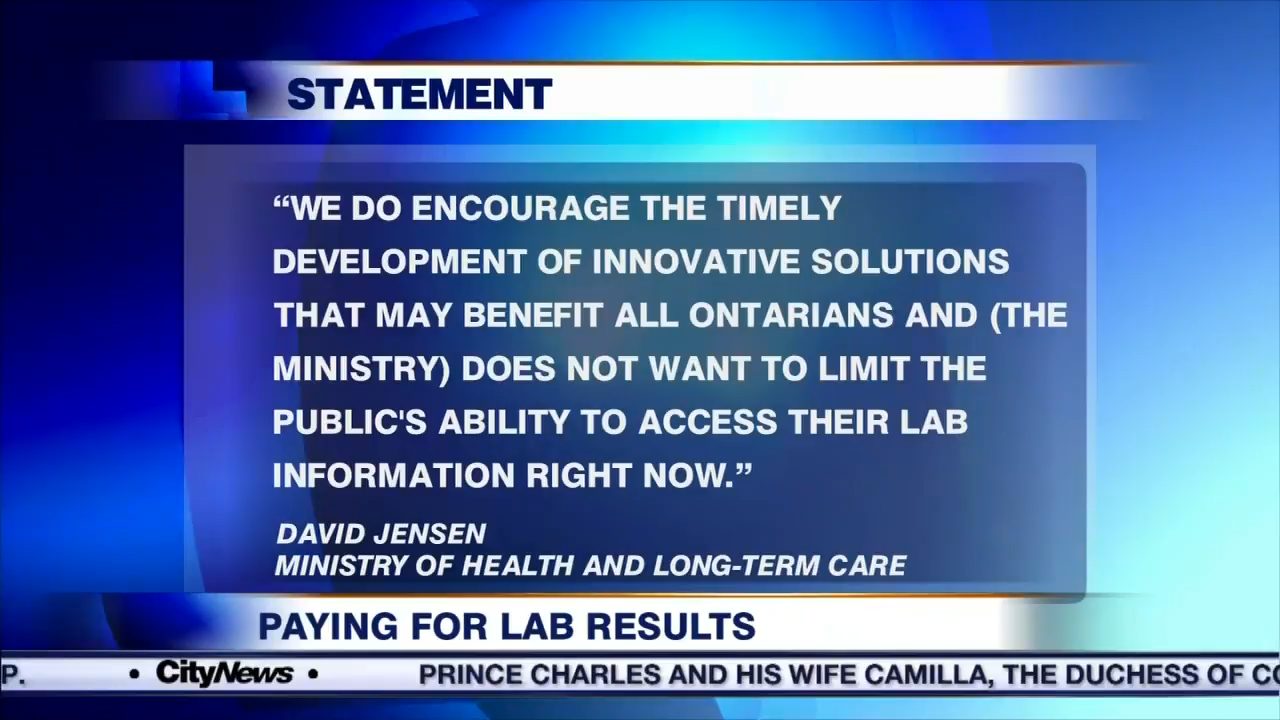 STATEMENT
“WE DO ENCOURAGE THE TIMELY
DEVELOPMENT OF INNOVATIVE SOLUTIONS
THAT MAY BENEFIT ALL ONTARIANS AND (THE
MINISTRY) DOES NOT WANT TO LIMIT THE
PUBLIC'S ABILITY TO ACCESS THEIR LAB
INFORMATION RIGHT NOW.”
DAVID JENSEN
MINISTRY OF HEALTH AND LONG-TERM CARE
PAYING FOR LAB RESULTS
P. • CityNews • PRINCE CHARLES AND HIS WIFE CAMILLA, THE DUCHESS OF